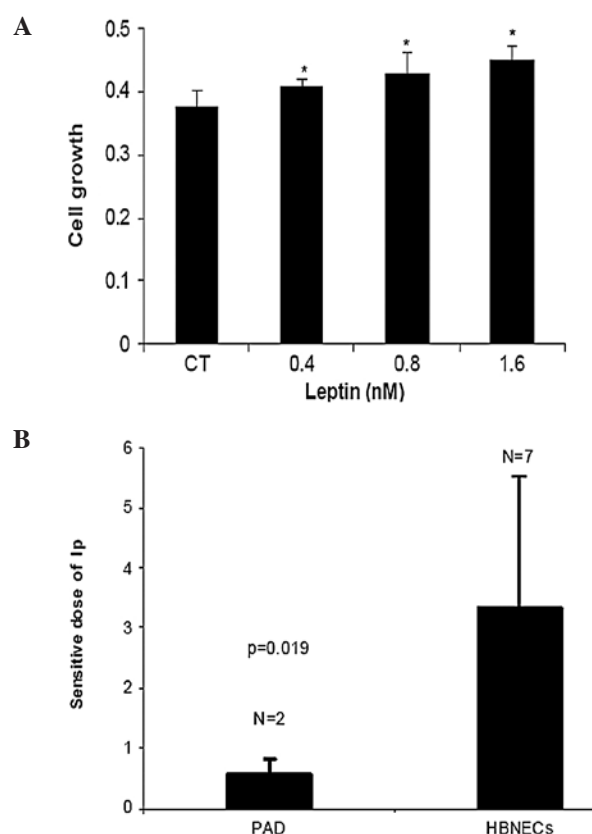 A
Cell growth
0.5
0.4
0.3
0.2
0.1
0
* * *
CT 0.4 0.8 1.6
Leptin (nM)
B
Sensitive dose of lp
6
5
4
3
2
1
0
N=7
p=0.019
N=2
PAD HBNECs